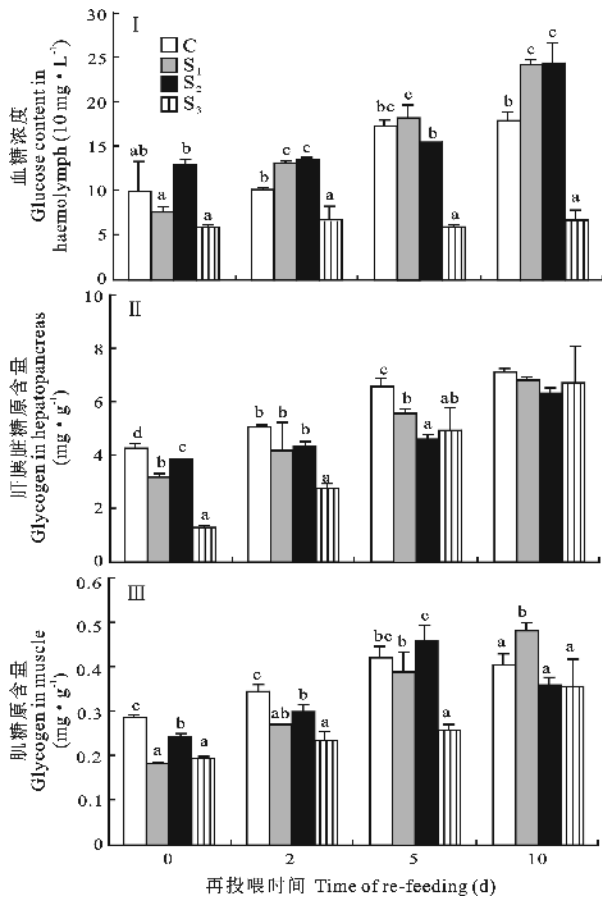 I
C
S1
S2
S3
血糖浓度
Glucose content in
haemolymph (10 mg • L-1)
30
25
18
15
10
5
0
ab a b a
b c c a
bc c b a
b c c a
II
肝胰脏糖原含量
Glycogen in hepatopancreas
(mg • g-1)
10
8
6
4
2
0
d b c a
b b b a
c b a ab
III
肌糖原含量
Glycogen in muscle
(mg • g-1)
0.6
0.5
0.4
0.3
0.2
0.1
0
c a b a
c ab b a
bc b c a
a b a a
0 2 5 10
再投喂时间 Time of re-feeding (d)